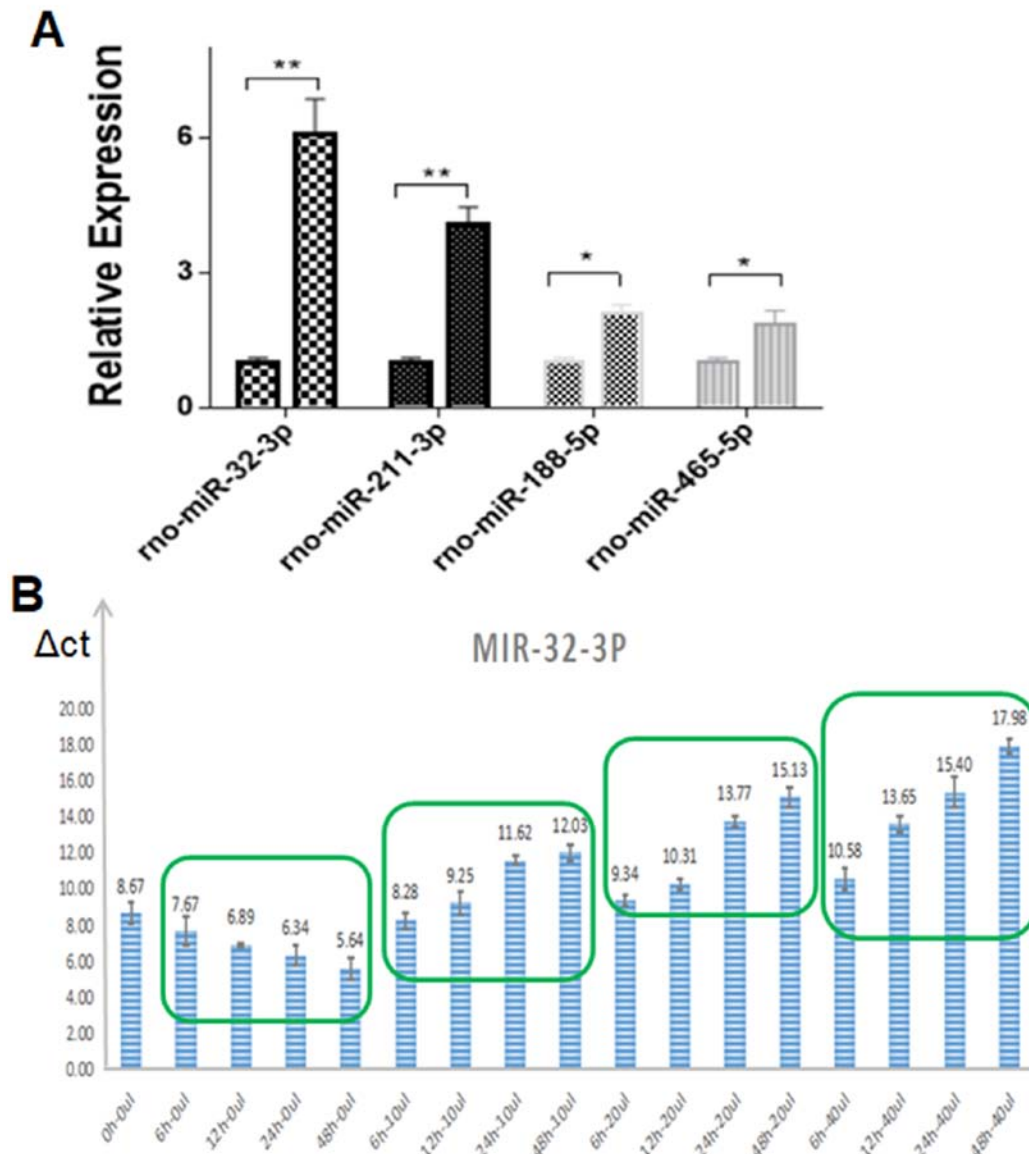 A
Relative Expression
6
3
0
**
**
*
*
rno-miR-32-3p
rno-miR-211-3p
rno-miR-188-5p
rno-miR-465-5p
B
Δct
MIR-32-3P
20.00
18.00
16.00
14.00
12.00
10.00
8.00
6.00
4.00
2.00
0.00
8.67
7.67
6.89
6.34
5.64
8.28
9.25
11.62
12.03
9.34
10.31
13.77
15.13
10.58
13.65
15.40
17.98
0h-0ul
6h-0ul
12h-0ul
24h-0ul
48h-0ul
6h-10ul
12h-10ul
24h-10ul
48h-10ul
6h-20ul
12h-20ul
24h-20ul
48h-20ul
6h-40ul
12h-40ul
24h-40ul
48h-40ul